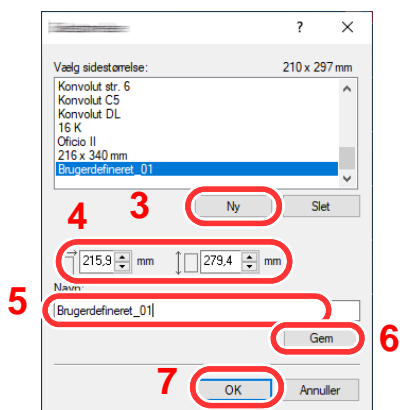 ?
Vælg sidestørrelse: 210 x 297 mm
Konvolut str. 6
Konvolut C5
Konvolut DL
16 K
Oficio II
216 x 340 mm
Brugerdefineret_01
3 Ny Slet
4
215,9 mm 279,4 mm
Navn:
5 Brugerdefineret_01
Gem 6
7 OK Annuller